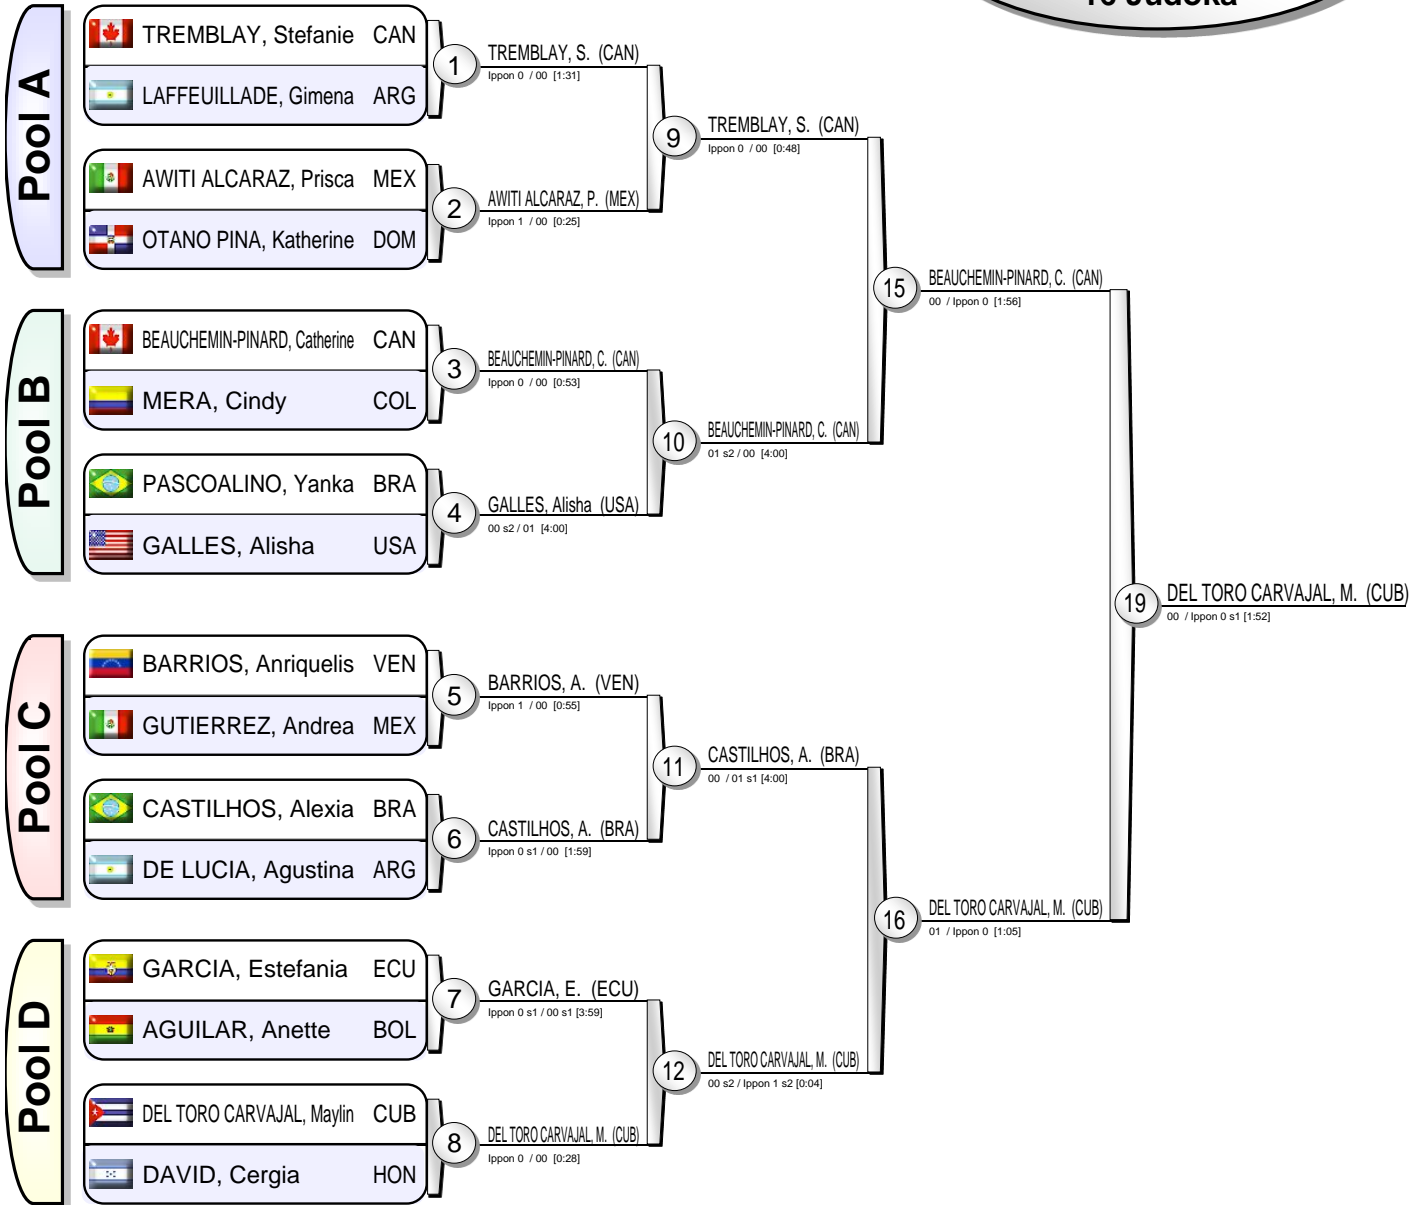 16 Judoka
Pool A
TREMBLAY, Stefanie CAN
LAFFEUILLADE, Gimena ARG
1
TREMBLAY, S. (CAN)
Ippon 0 / 00 [1:31]
AWITI ALCARAZ, Prisca MEX
OTANO PINA, Katherine DOM
2
AWITI ALCARAZ, P. (MEX)
Ippon 1 / 00 [0:25]
9
TREMBLAY, S. (CAN)
Ippon 0 / 00 [0:48]
Pool B
BEAUCHEMIN-PINARD, Catherine CAN
MERA, Cindy COL
3
BEAUCHEMIN-PINARD, C. (CAN)
Ippon 0 / 00 [0:53]
PASCOALINO, Yanka BRA
GALLES, Alisha USA
4
GALLES, Alisha (USA)
00 s2 / 01 [4:00]
10
BEAUCHEMIN-PINARD, C. (CAN)
01 s2 / 00 [4:00]
15
BEAUCHEMIN-PINARD, C. (CAN)
00 / Ippon 0 [1:56]
Pool C
BARRIOS, Anriquelis VEN
GUTIERREZ, Andrea MEX
5
BARRIOS, A. (VEN)
Ippon 1 / 00 [0:55]
CASTILHOS, Alexia BRA
DE LUCIA, Agustina ARG
6
CASTILHOS, A. (BRA)
Ippon 0 s1 / 00 [1:59]
11
CASTILHOS, A. (BRA)
00 / 01 s1 [4:00]
Pool D
GARCIA, Estefania ECU
AGUILAR, Anette BOL
7
GARCIA, E. (ECU)
Ippon 0 s1 / 00 s1 [3:59]
DEL TORO CARVAJAL, Maylin CUB
DAVID, Cergia HON
8
DEL TORO CARVAJAL, M. (CUB)
Ippon 0 / 00 [0:28]
12
DEL TORO CARVAJAL, M. (CUB)
00 s2 / Ippon 1 s2 [0:04]
16
DEL TORO CARVAJAL, M. (CUB)
01 / Ippon 0 [1:05]
19
DEL TORO CARVAJAL, M. (CUB)
00 / Ippon 0 s1 [1:52]